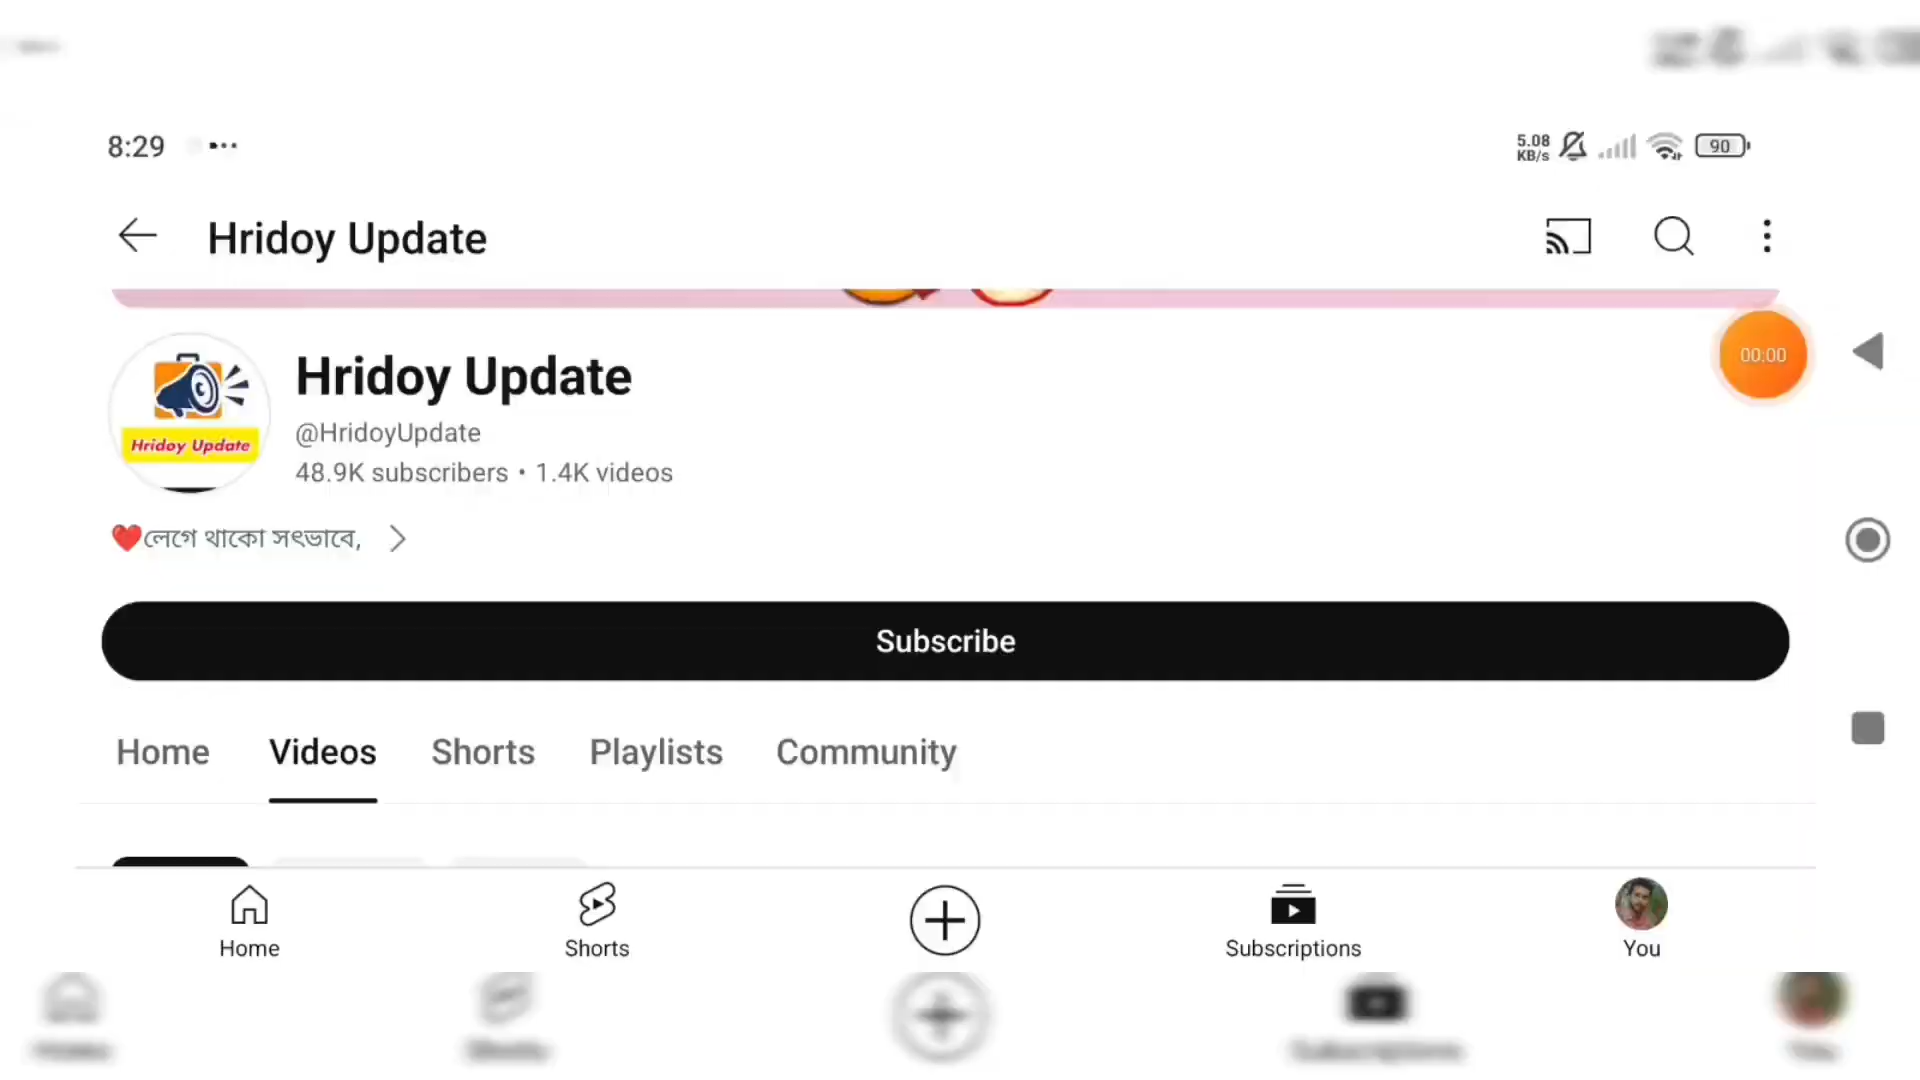 8:29
5.08
KB/s
90
Hridoy Update
00:00
Hridoy Update
Hridoy Update
@HridoyUpdate
48.9K subscribers • 1.4K videos
❤️লেগে থাকো সৎভাবে,
Subscribe
Home Videos Shorts Playlists Community
Home Shorts Subscriptions You